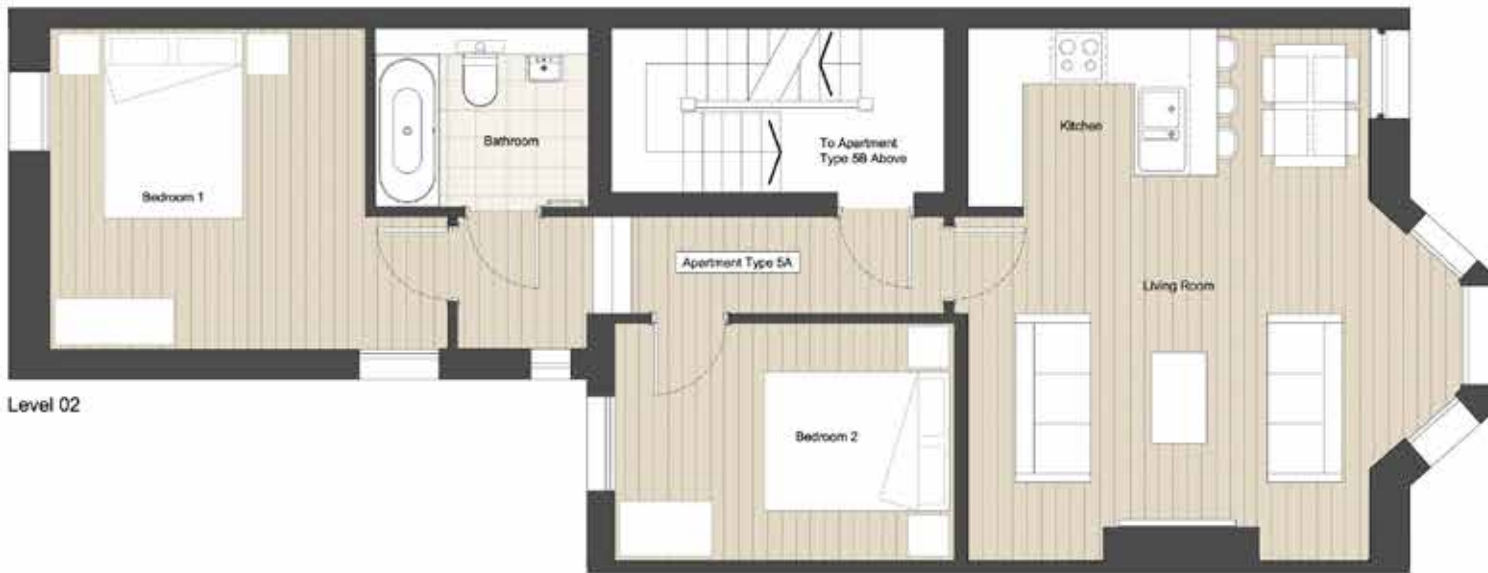 Bathroom
Kitchen
To Apartment
Type 5B Above
Bedroom 1
Apartment Type 5A
Living Room
Level 02
Bedroom 2